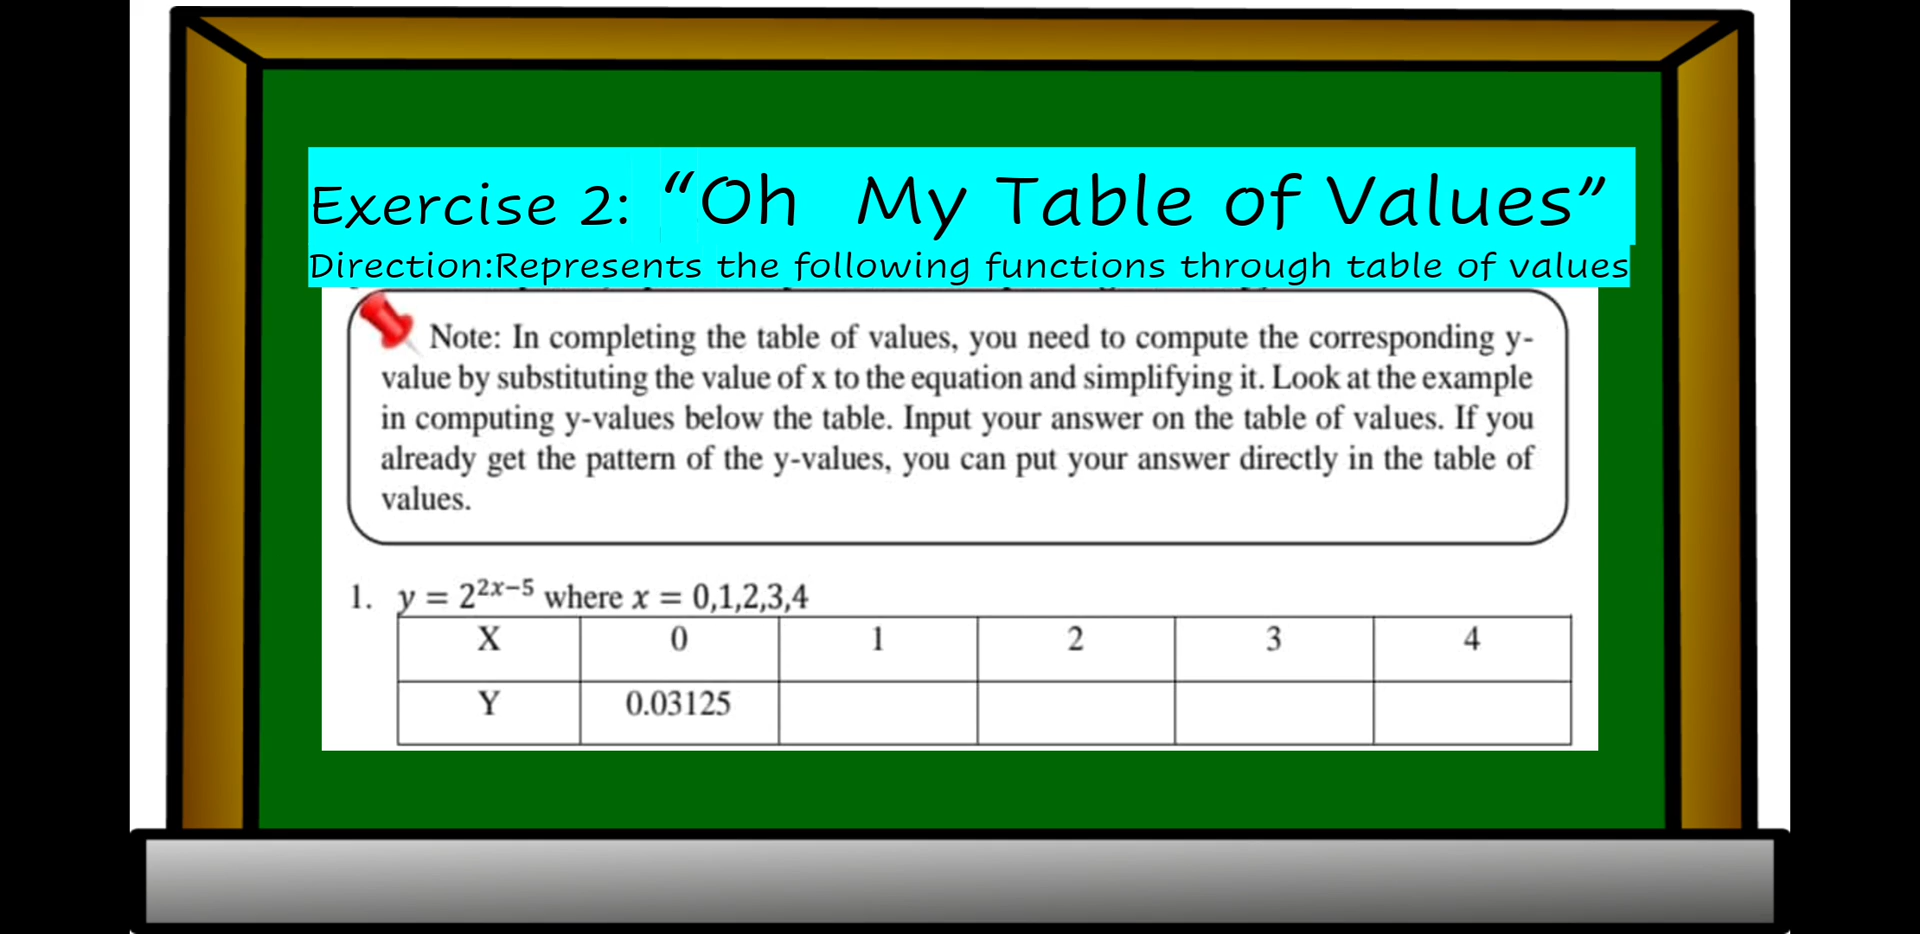 Exercise 2: “Oh My Table of Values”
Direction:Represents the following functions through table of values
Note: In completing the table of values, you need to compute the corresponding y-
value by substituting the value of x to the equation and simplifying it. Look at the example
in computing y-values below the table. Input your answer on the table of values. If you
already get the pattern of the y-values, you can put your answer directly in the table of
values.
1. y = 2²ˣ⁻⁵ where x = 0,1,2,3,4
X 0 1 2 3 4
Y 0.03125